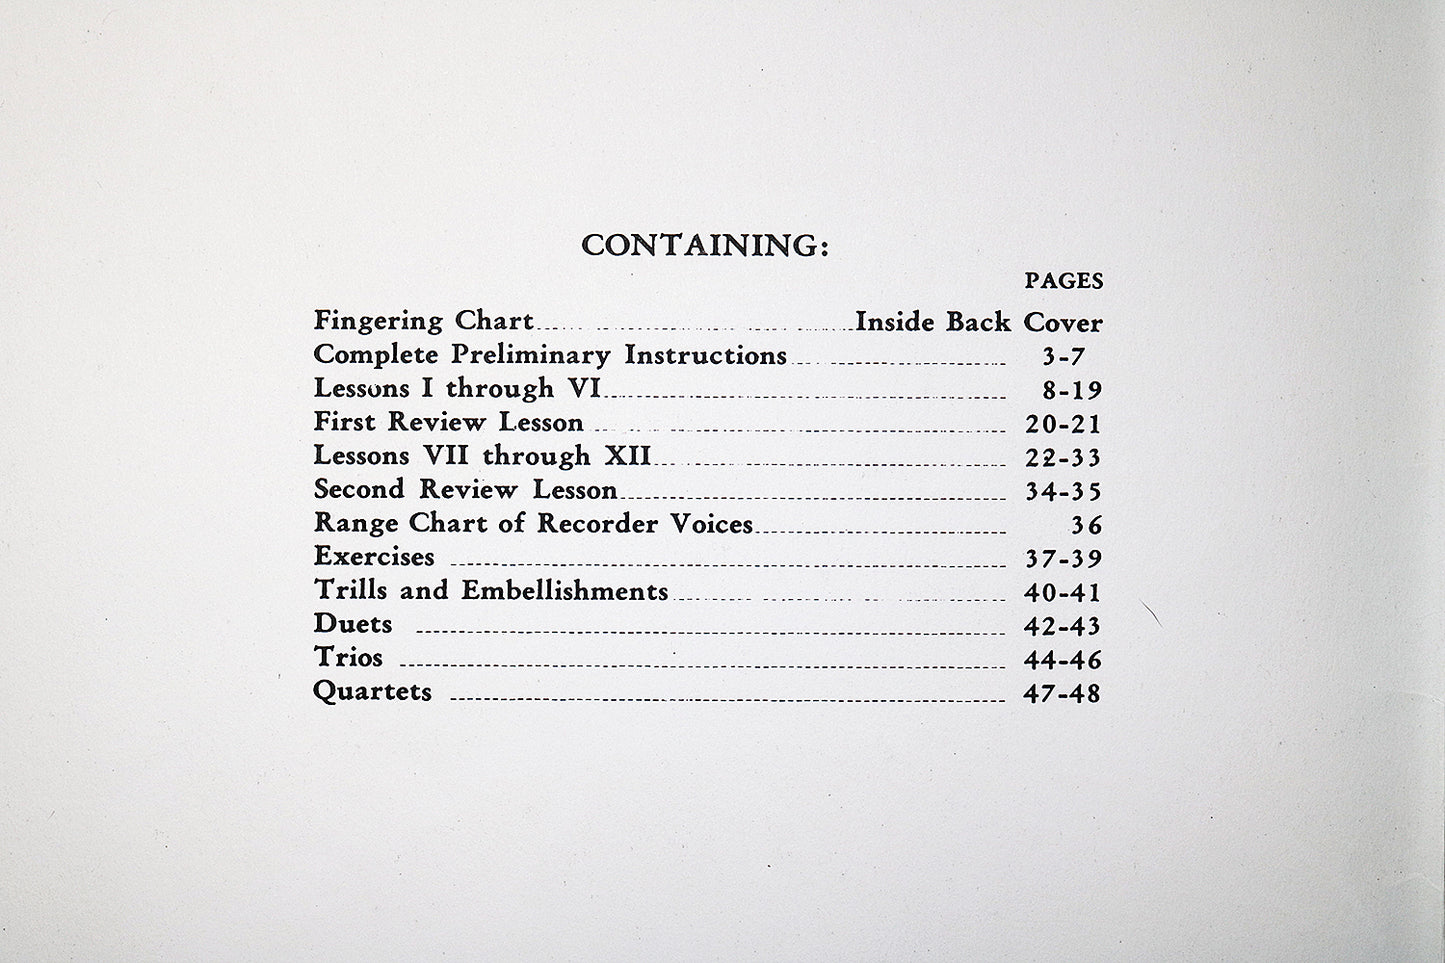 CONTAINING:
PAGES
Fingering Chart Inside Back Cover
Complete Preliminary Instructions 3-7
Lessons I through VI 8-19
First Review Lesson 20-21
Lessons VII through XII 22-33
Second Review Lesson 34-35
Range Chart of Recorder Voices 36
Exercises 37-39
Trills and Embellishments 40-41
Duets 42-43
Trios 44-46
Quartets 47-48